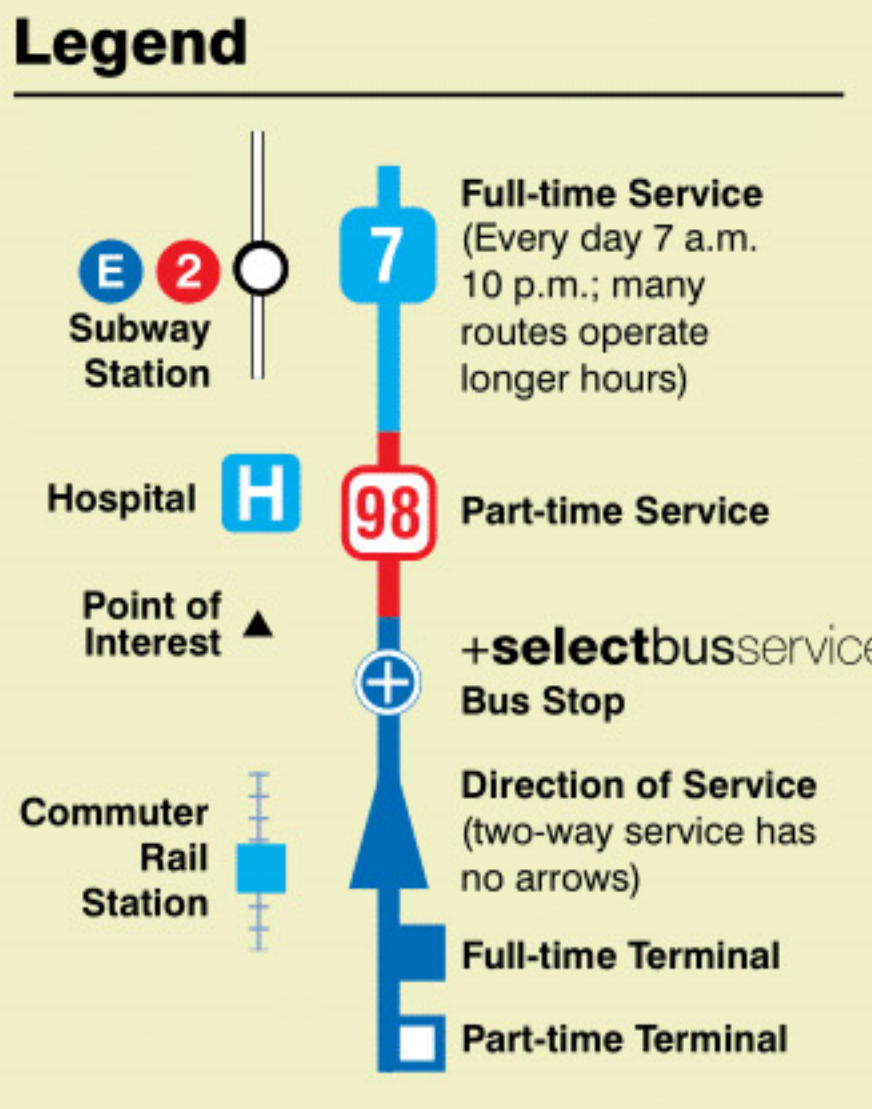 Legend
E 2
Subway
Station
Hospital H
Point of
Interest
Commuter
Rail
Station
7
Full-time Service
(Every day 7 a.m.
10 p.m.; many
routes operate
longer hours)
98
Part-time Service
+selectbusservice
Bus Stop
Direction of Service
(two-way service has
no arrows)
Full-time Terminal
Part-time Terminal